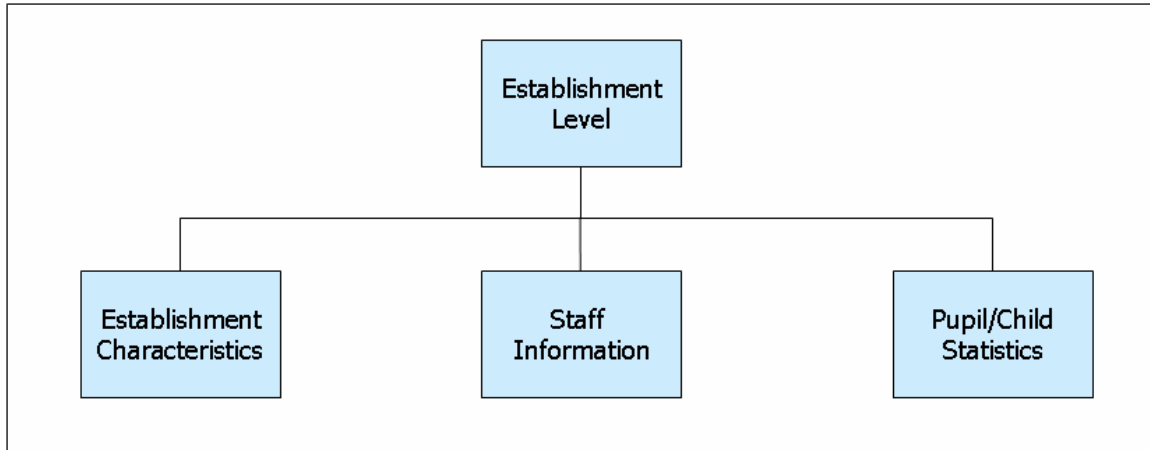 Establishment
Level
Establishment
Characteristics
Staff
Information
Pupil/Child
Statistics